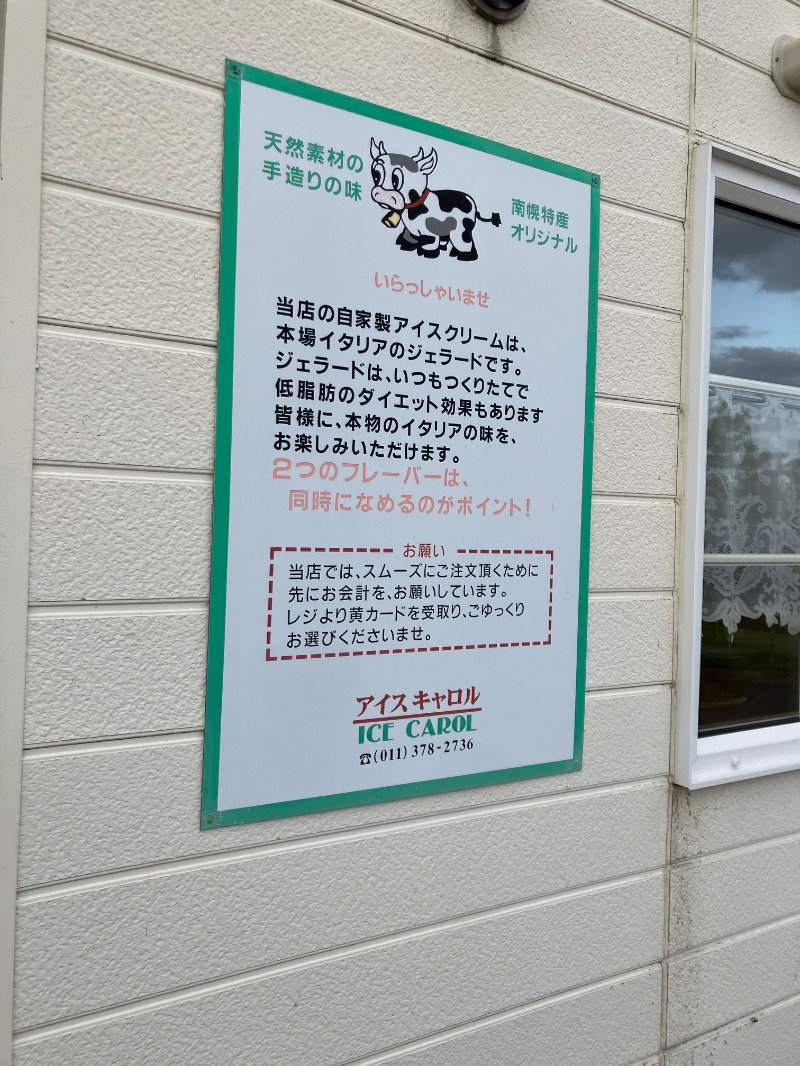 天然素材の
手造りの味
南幌特産
オリジナル
いらっしゃいませ
当店の自家製アイスクリームは、
本場イタリアのジェラードです。
ジェラードは、いつもつくりたてで
低脂肪のダイエット効果もあります
皆様に、本物のイタリアの味を、
お楽しみいただけます。
2つのフレーバーは、
同時になめるのがポイント!
お願い
当店では、スムーズにご注文頂くために
先にお会計を、お願いしています。
レジより黄カードを受取り、ごゆっくり
お選びくださいませ。
アイスキャロル
ICE CAROL
☎(011)378-2736